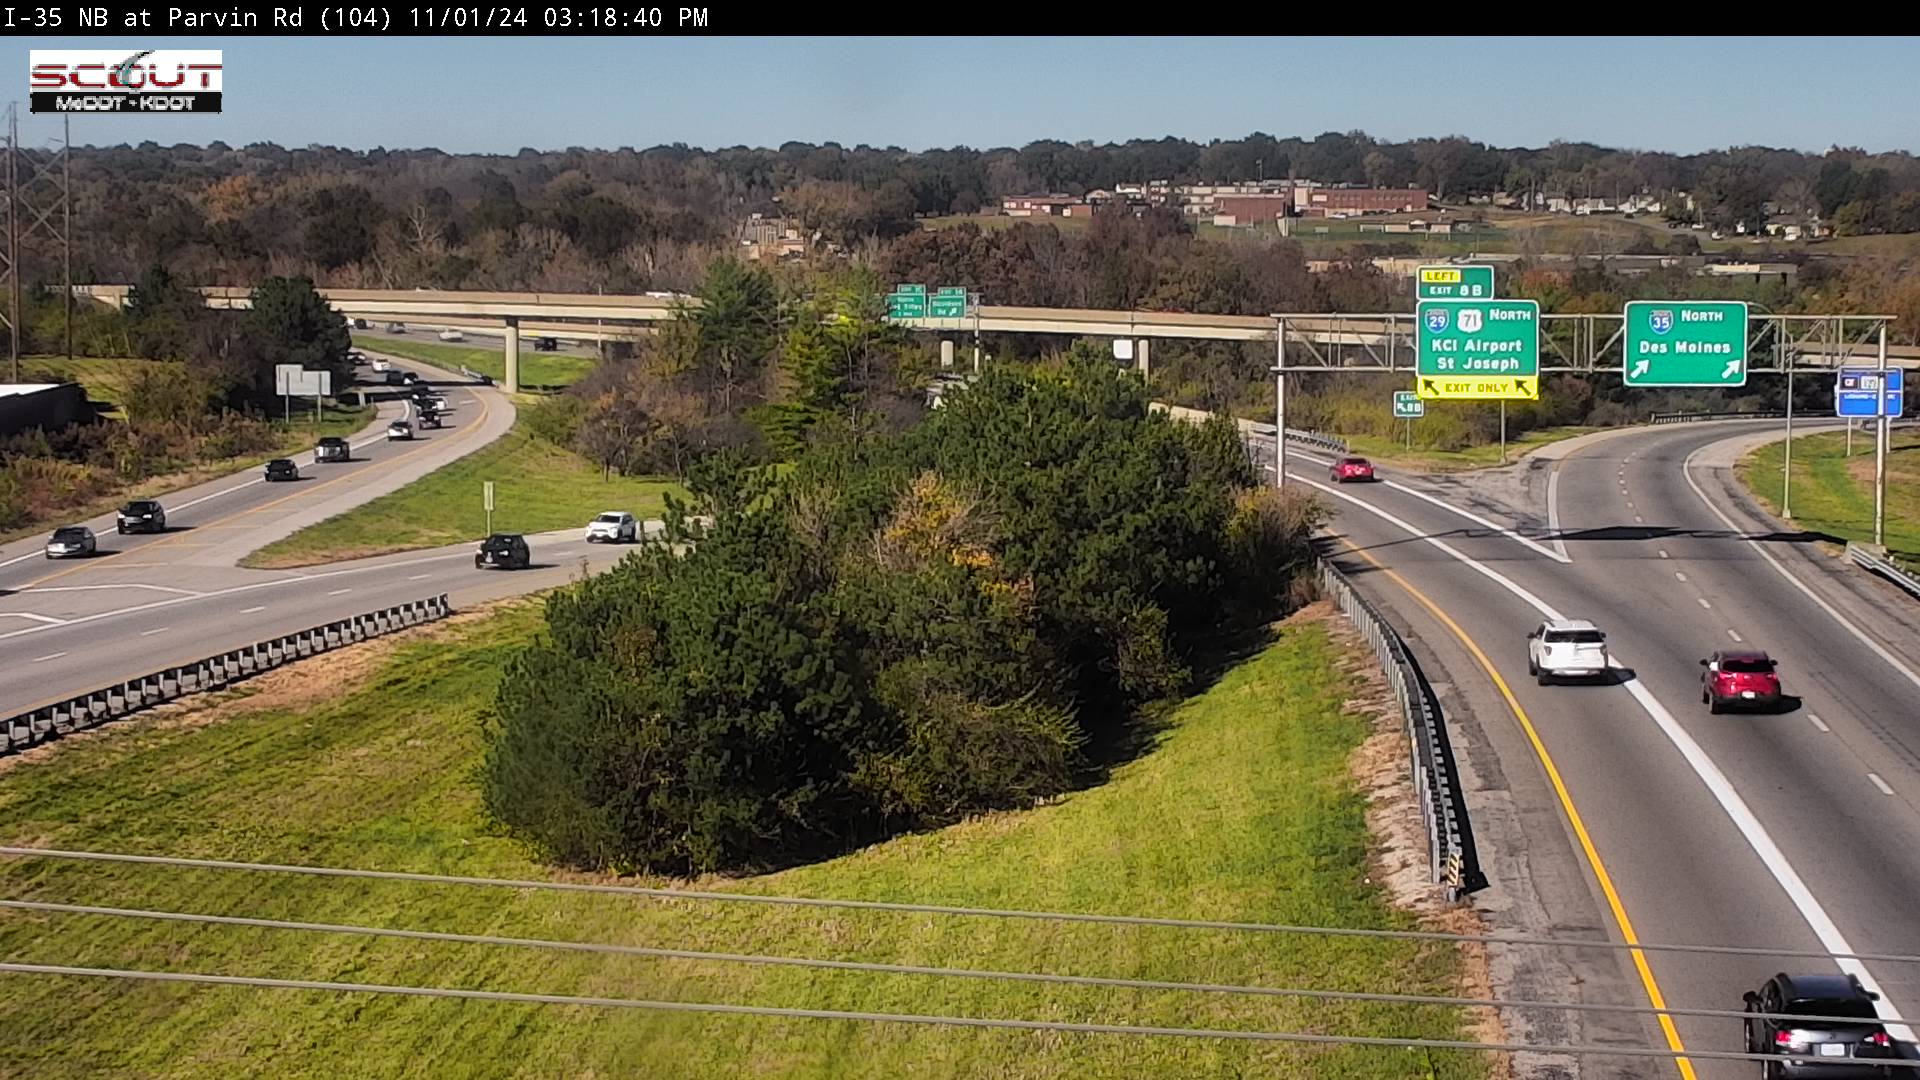 I-35 NB at Parvin Rd (104) 11/01/24 03:18:40 PM
SCOUT
MoDOT - KDOT
LEFT
EXIT 8 B
29 71 NORTH
KCI Airport
St Joseph
EXIT ONLY
35 NORTH
Des Moines
8B